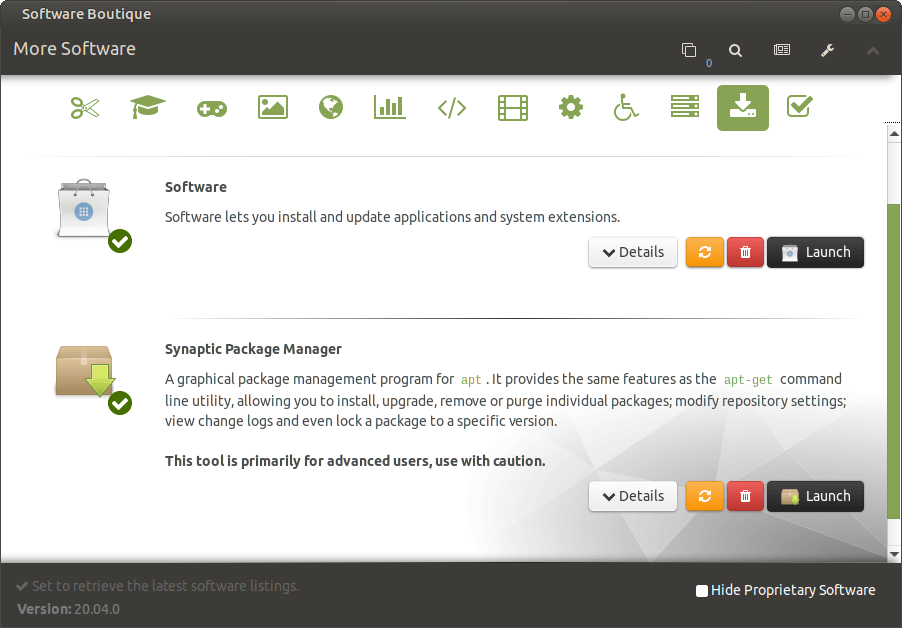 Software Boutique
More Software
0
Software
Software lets you install and update applications and system extensions.
Details
Launch
Synaptic Package Manager
A graphical package management program for apt . It provides the same features as the apt-get command
line utility, allowing you to install, upgrade, remove or purge individual packages; modify repository settings;
view change logs and even lock a package to a specific version.
This tool is primarily for advanced users, use with caution.
Details
Launch
Set to retrieve the latest software listings.
Hide Proprietary Software
Version: 20.04.0